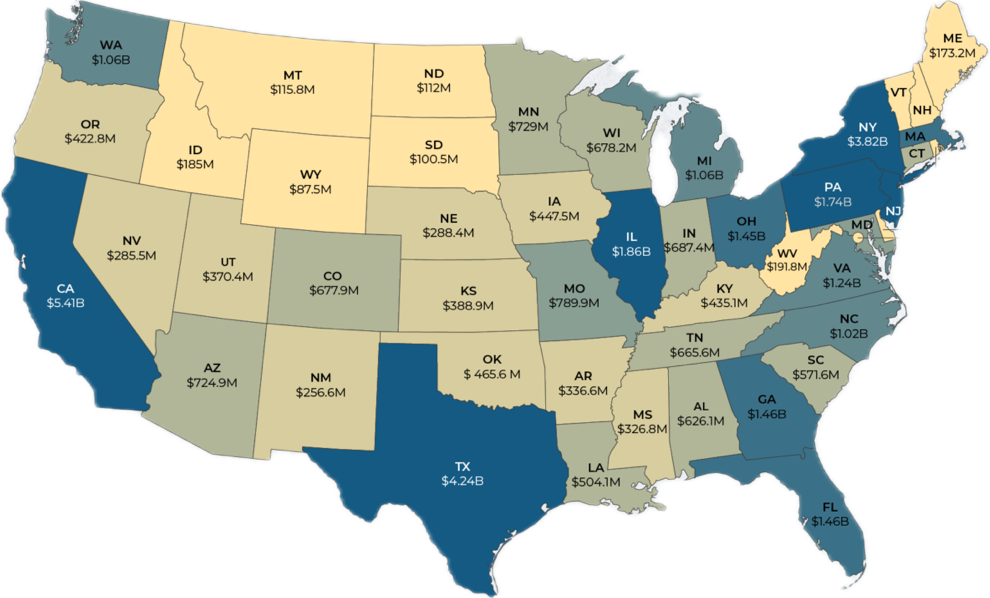 ME
$173.2M
WA
$1.06B
MT
$115.8M
ND
$112M
VT
NH
MN
$729M
OR
$422.8M
NY
$3.82B
MA
WI
$678.2M
SD
$100.5M
ID
$185M
CT
MI
$1.06B
WY
$87.5M
PA
$1.74B
IA
$447.5M
NJ
NE
$288.4M
OH
$1.45B
MD
IL
$1.86B
IN
$687.4M
NV
$285.5M
UT
$370.4M
CO
$677.9M
WV
$191.8M
VA
$1.24B
CA
$5.41B
KS
$388.9M
MO
$789.9M
KY
$435.1M
NC
$1.02B
TN
$665.6M
OK
$ 465.6 M
SC
$571.6M
AZ
$724.9M
NM
$256.6M
AR
$336.6M
GA
$1.46B
AL
$626.1M
MS
$326.8M
TX
$4.24B
LA
$504.1M
FL
$1.46B